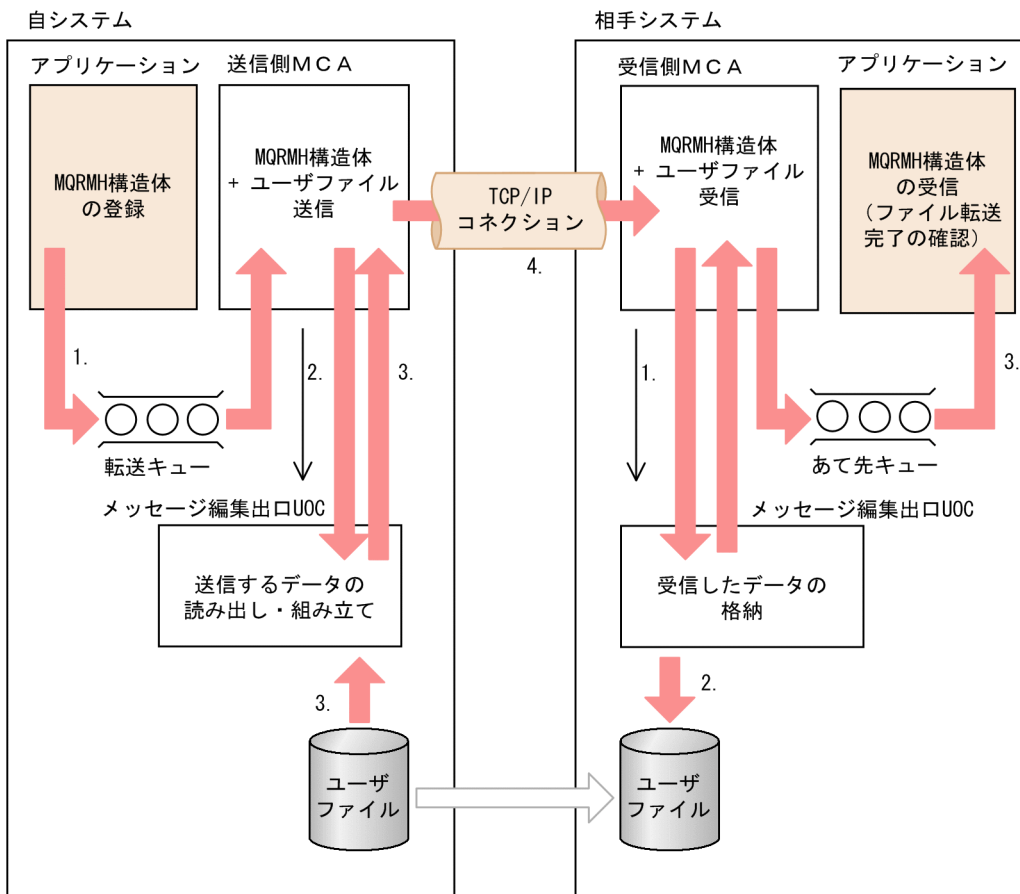 自システム
相手システム
アプリケーション
送信側MCA
受信側MCA
アプリケーション
MQRMH構造体
の登録
MQRMH構造体
+ ユーザファイル
送信
TCP/IP
コネクション
MQRMH構造体
+ ユーザファイル
受信
MQRMH構造体
の受信
(ファイル転送
完了の確認)
4.
1.
2.
3.
1.
3.
転送キュー
あて先キュー
メッセージ編集出口UOC
メッセージ編集出口UOC
送信するデータの
読み出し・組み立て
受信したデータの
格納
3.
2.
ユーザ
ファイル
ユーザ
ファイル